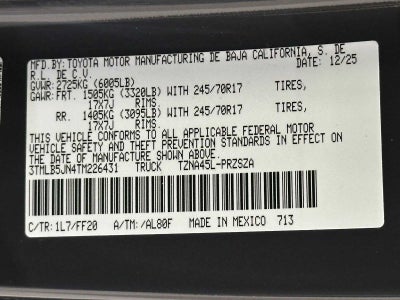 MFD.BY:TOYOTA MOTOR MANUFACTURING DE BAJA CALIFORNIA, S. DE
R.L. DE C.V. 12/25
GVWR:2725KG (6005LB)
GAWR:FRT. 1505KG (3320LB) WITH 245/70R17 TIRES,
17X7J RIMS
RR. 1405KG (3095LB) WITH 245/70R17 TIRES,
17X7J RIMS
THIS VEHICLE CONFORMS TO ALL APPLICABLE FEDERAL MOTOR
VEHICLE SAFETY AND THEFT PREVENTION STANDARDS IN EFFECT ON
THE DATE OF MANUFACTURE SHOWN ABOVE.
3TMLB5JN4TM226431 TRUCK TZNA45L-PRZSZA
C/TR:1L7/FF20 A/TM:/AL80F MADE IN MEXICO 713